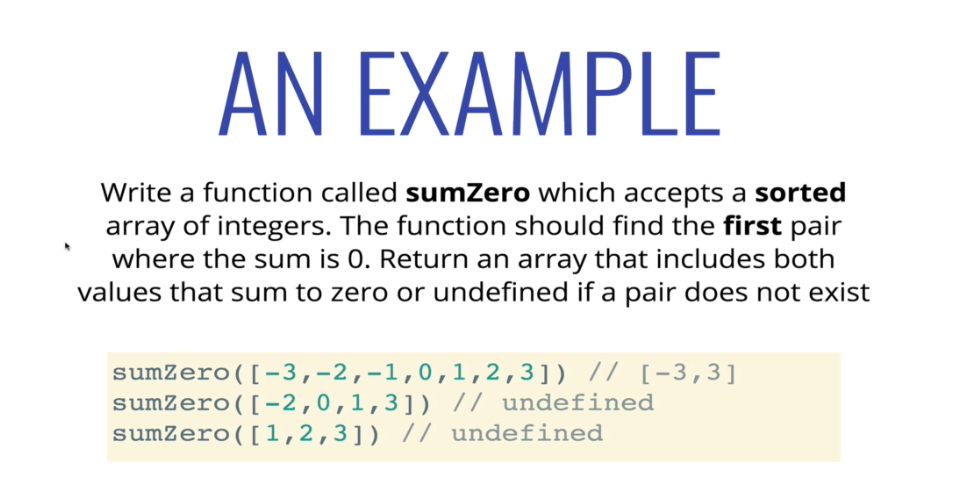 AN EXAMPLE
Write a function called sumZero which accepts a sorted
array of integers. The function should find the first pair
where the sum is 0. Return an array that includes both
values that sum to zero or undefined if a pair does not exist
sumZero([-3,-2,-1,0,1,2,3]) // [-3,3]
sumZero([-2,0,1,3]) // undefined
sumZero([1,2,3]) // undefined